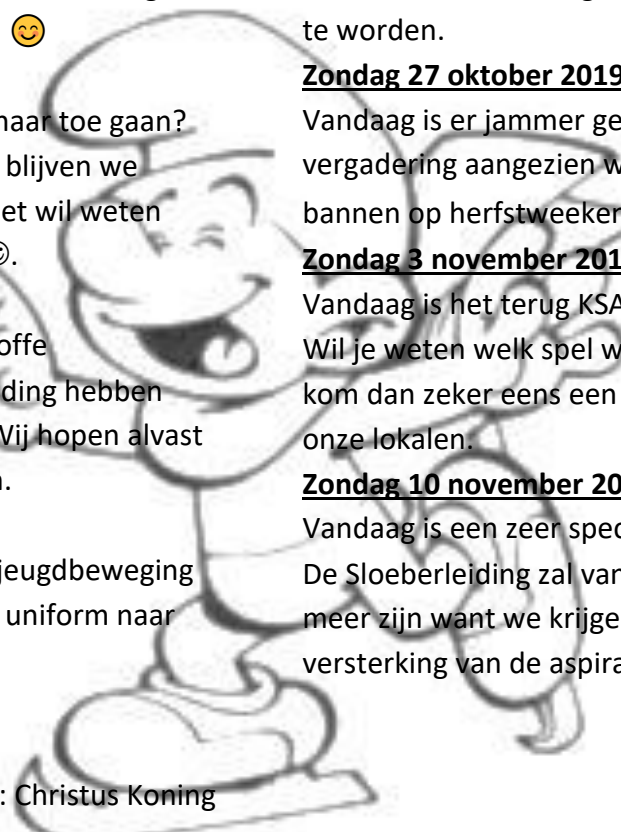 naar toe gaan?
blijven we
et wil weten
offe
ding hebben
Wij hopen alvast
jeugdbeweging
uniform naar
: Christus Koning
te worden.
Zondag 27 oktober 2019
Vandaag is er jammer ge
vergadering aangezien w
bannen op herfstweeken
Zondag 3 november 201
Vandaag is het terug KSA
Wil je weten welk spel w
kom dan zeker eens een
onze lokalen.
Zondag 10 november 20
Vandaag is een zeer spec
De Sloeberleiding zal van
meer zijn want we krijge
versterking van de aspira